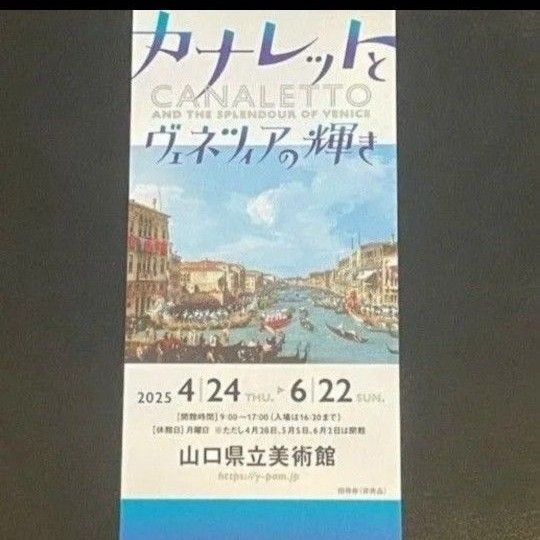 カナレットと
CANALETTO
AND THE SPLENDOUR OF VENICE
ヴェネツィアの輝き
2025 4|24 THU. ▸ 6|22 SUN.
[開館時間] 9:00−17:00(入場は16:30まで)
[休館日] 月曜日 ※ただし4月28日、5月5日、6月2日は開館
山口県立美術館
https://y-pam.jp
招待券(非売品)